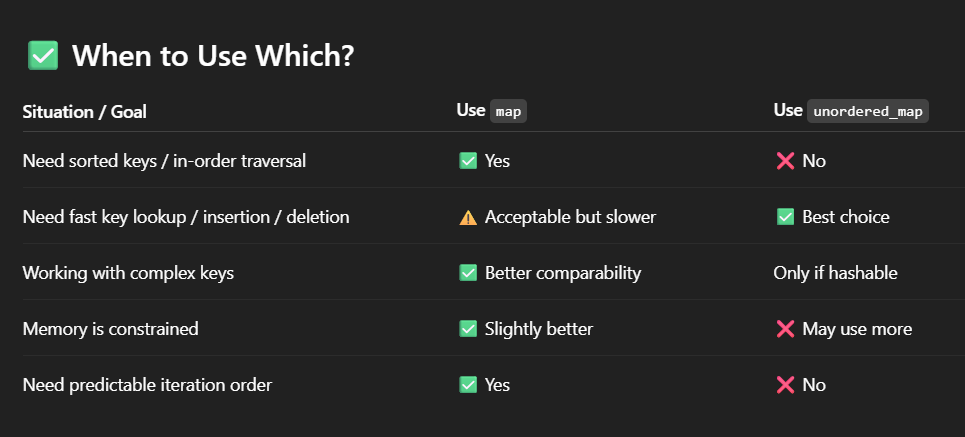 ✅ When to Use Which?
Situation / Goal Use map Use unordered_map
Need sorted keys / in-order traversal ✅ Yes ❌ No
Need fast key lookup / insertion / deletion ⚠️ Acceptable but slower ✅ Best choice
Working with complex keys ✅ Better comparability Only if hashable
Memory is constrained ✅ Slightly better ❌ May use more
Need predictable iteration order ✅ Yes ❌ No